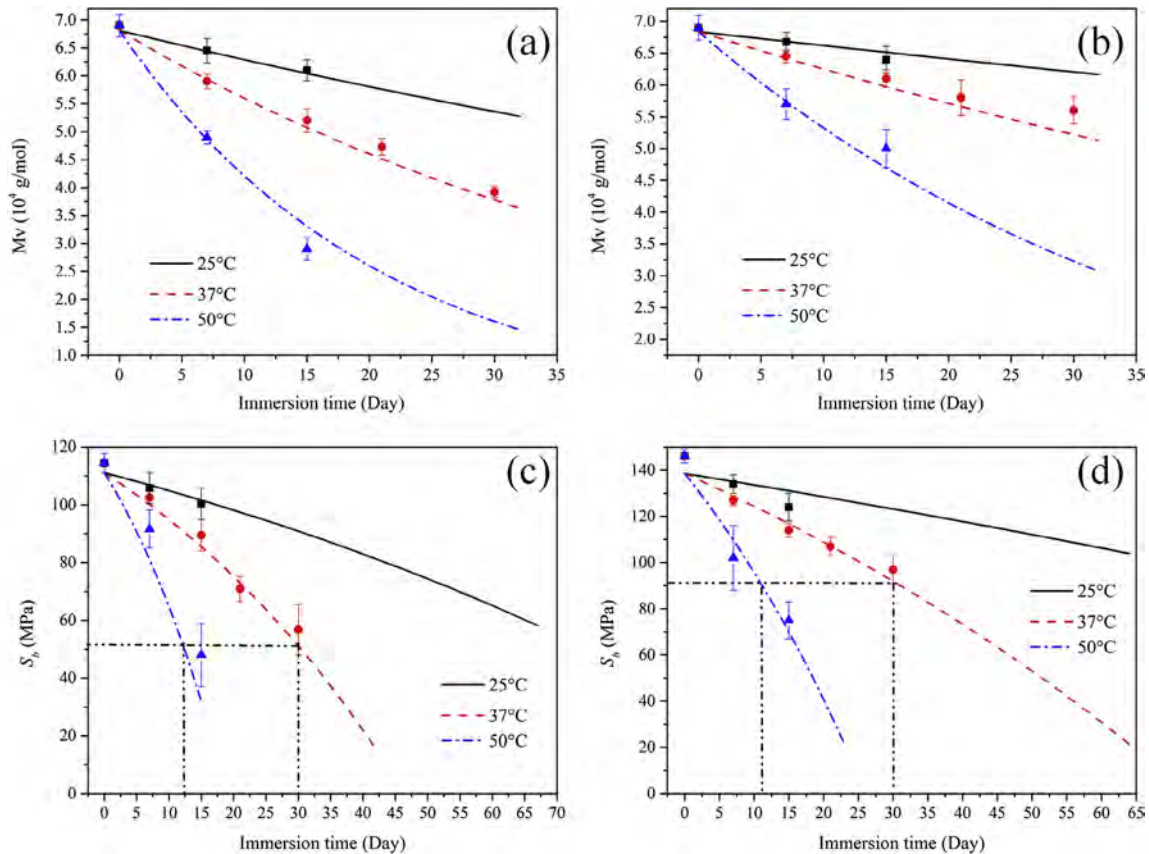 (a)
7.0
6.5
6.0
5.5
5.0
4.5
4.0
3.5
3.0
2.5
2.0
1.5
1.0
Mv (10⁴ g/mol)
25°C
37°C
50°C
0 5 10 15 20 25 30 35
Immersion time (Day)
(b)
7.0
6.5
6.0
5.5
5.0
4.5
4.0
3.5
3.0
2.5
2.0
Mv (10⁴ g/mol)
25°C
37°C
50°C
0 5 10 15 20 25 30 35
Immersion time (Day)
(c)
120
100
80
60
40
20
0
S_b (MPa)
25°C
37°C
50°C
0 5 10 15 20 25 30 35 40 45 50 55 60 65 70
Immersion time (Day)
(d)
140
120
100
80
60
40
20
0
S_b (MPa)
25°C
37°C
50°C
0 5 10 15 20 25 30 35 40 45 50 55 60 65
Immersion time (Day)